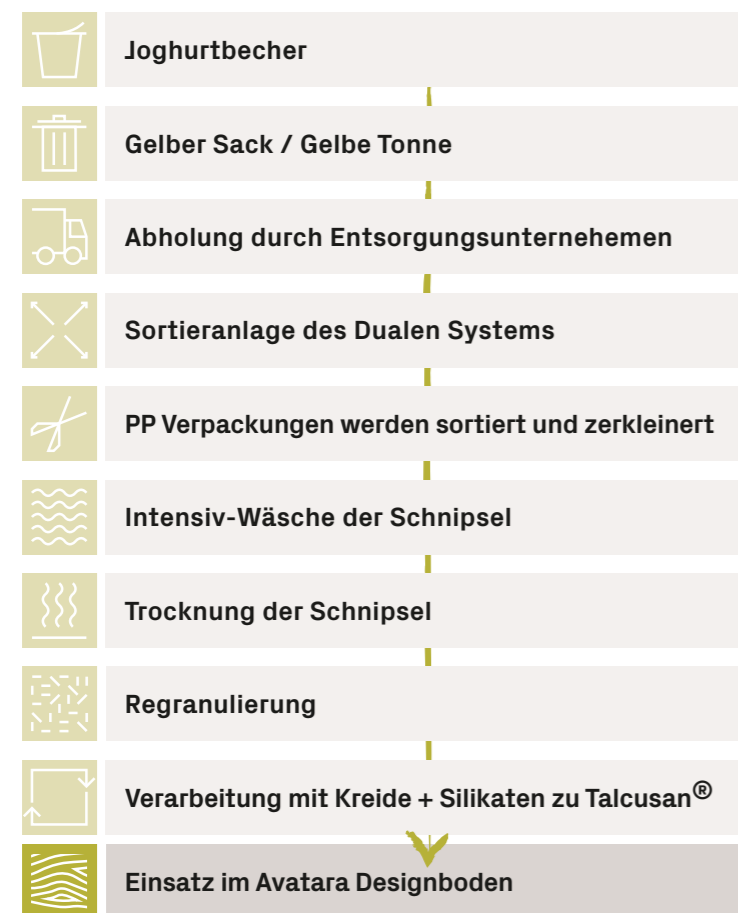 Joghurtbecher
Gelber Sack / Gelbe Tonne
Abholung durch Entsorgungsunternehemen
Sortieranlage des Dualen Systems
PP Verpackungen werden sortiert und zerkleinert
Intensiv-Wäsche der Schnipsel
Trocknung der Schnipsel
Regranulierung
Verarbeitung mit Kreide + Silikaten zu Talcusan®
Einsatz im Avatara Designboden